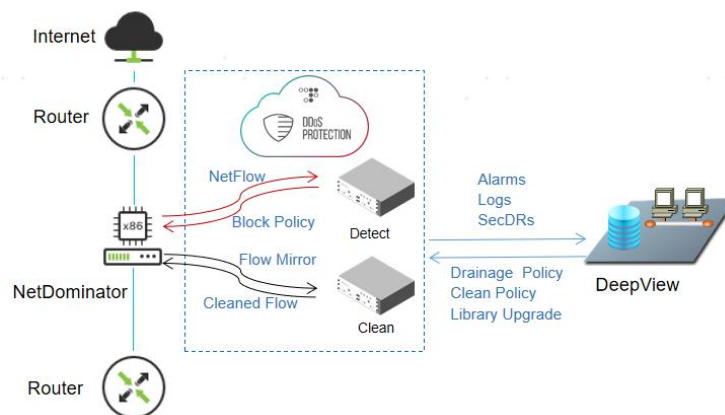 Internet
Router
DDoS
PROTECTION
NetFlow
Block Policy
Detect
x86
Flow Mirror
Cleaned Flow
Clean
NetDominator
Router
Alarms
Logs
SecDRs
Drainage Policy
Clean Policy
Library Upgrade
DeepView